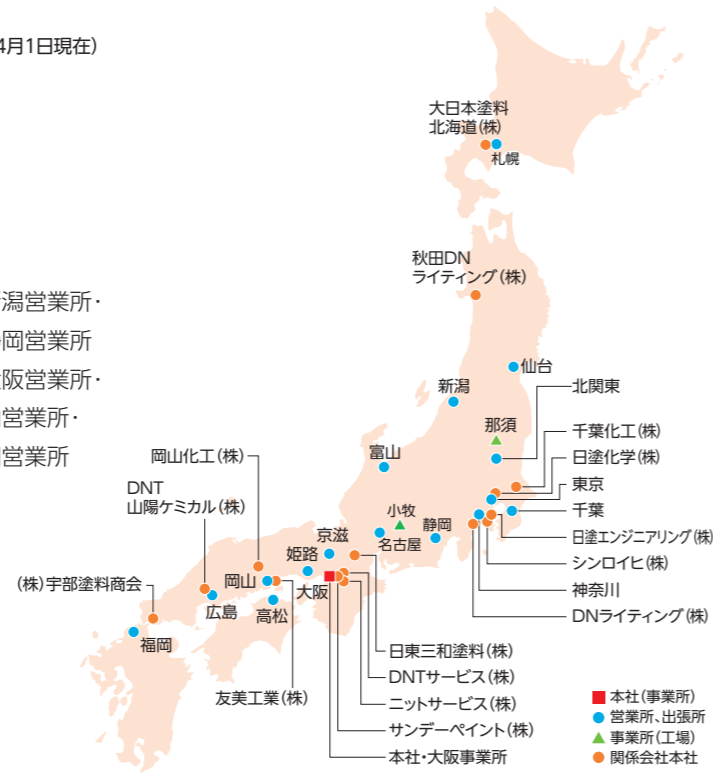 4月1日現在）
潟営業所・
岡営業所
阪営業所・
営業所・
営業所
大日本塗料
北海道（株）
札幌
秋田DN
ライティング（株）
仙台
新潟
北関東
那須
千葉化工（株）
日塗化学（株）
東京
千葉
日塗エンジニアリング（株）
シンロイヒ（株）
神奈川
DNライティング（株）
富山
小牧
静岡
名古屋
京滋
姫路
大阪
岡山化工（株）
DNT
山陽ケミカル（株）
岡山
広島
高松
（株）宇部塗料商会
福岡
友美工業（株）
日東三和塗料（株）
DNTサービス（株）
ニットサービス（株）
サンデーペイント（株）
本社・大阪事業所
本社（事業所）
営業所、出張所
事業所（工場）
関係会社本社